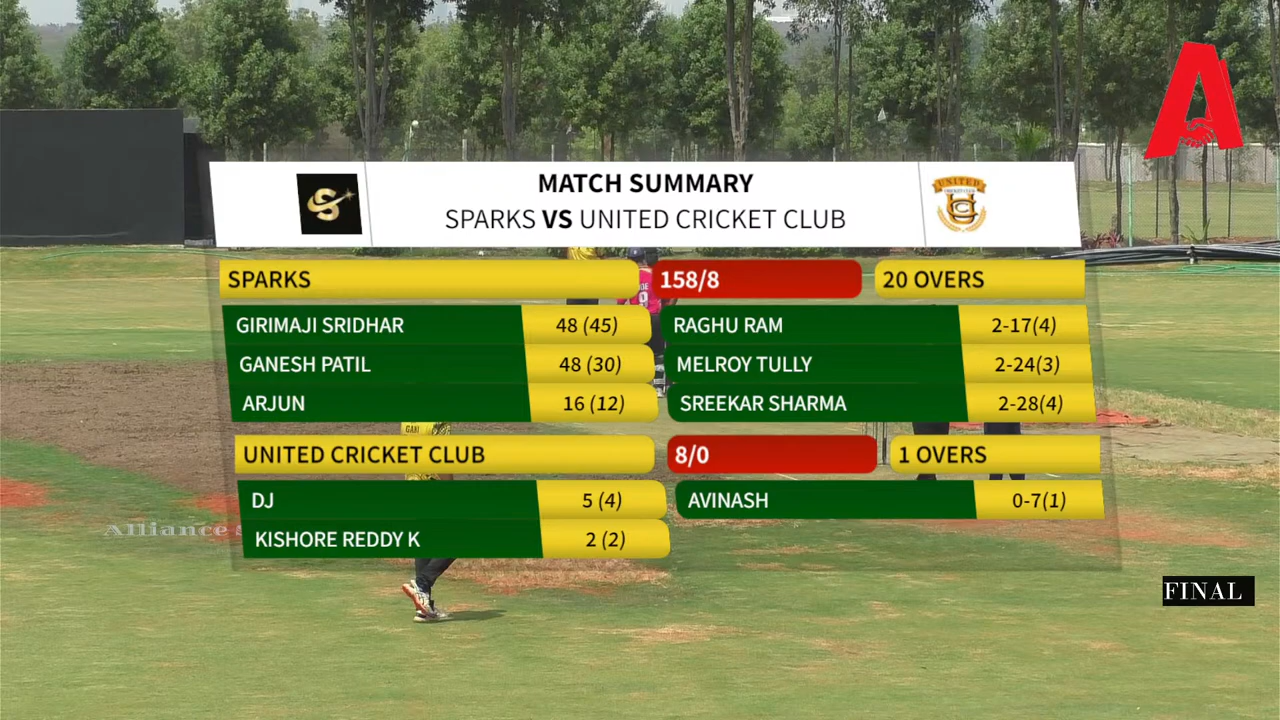 MATCH SUMMARY
SPARKS VS UNITED CRICKET CLUB
UNITED
SPARKS 158/8 20 OVERS
GIRIMAJI SRIDHAR 48 (45) RAGHU RAM 2-17(4)
GANESH PATIL 48 (30) MELROY TULLY 2-24(3)
ARJUN 16 (12) SREEKAR SHARMA 2-28(4)
UNITED CRICKET CLUB 8/0 1 OVERS
DJ 5 (4) AVINASH 0-7(1)
KISHORE REDDY K 2 (2)
Alliance
FINAL